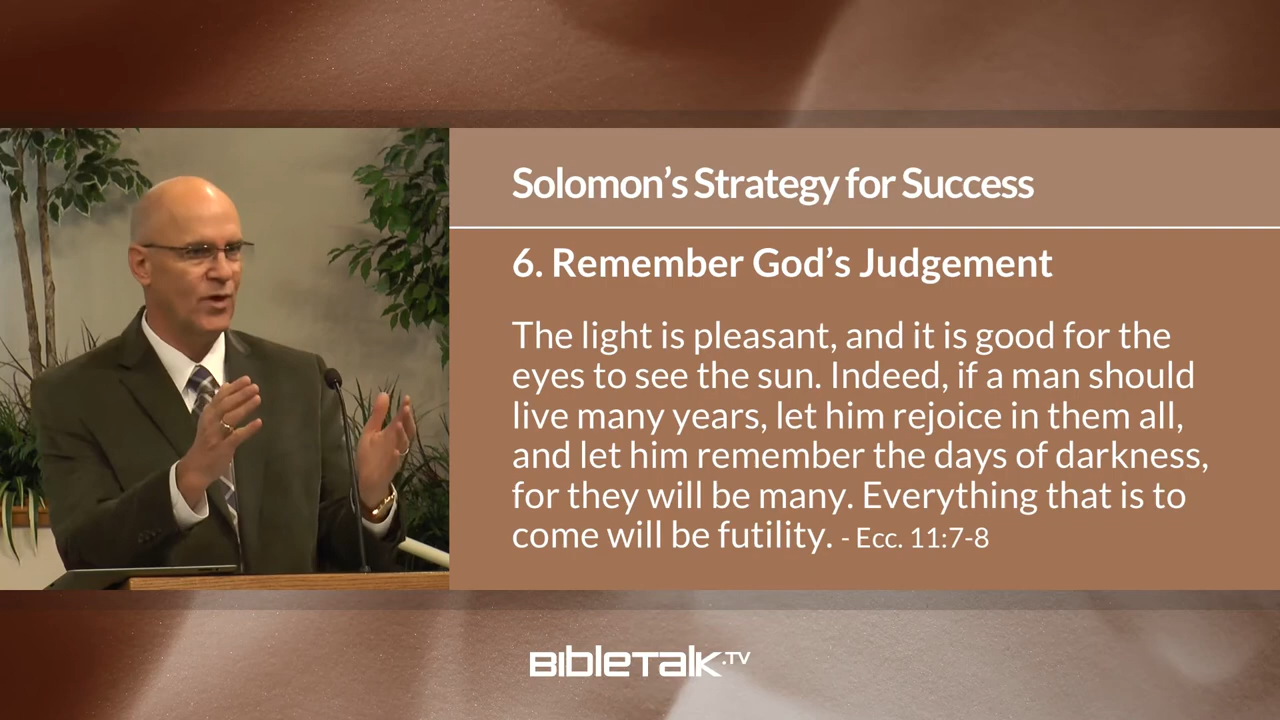 Solomon’s Strategy for Success
6. Remember God’s Judgement
The light is pleasant, and it is good for the
eyes to see the sun. Indeed, if a man should
live many years, let him rejoice in them all,
and let him remember the days of darkness,
for they will be many. Everything that is to
come will be futility. - Ecc. 11:7-8
BibleTalk.TV